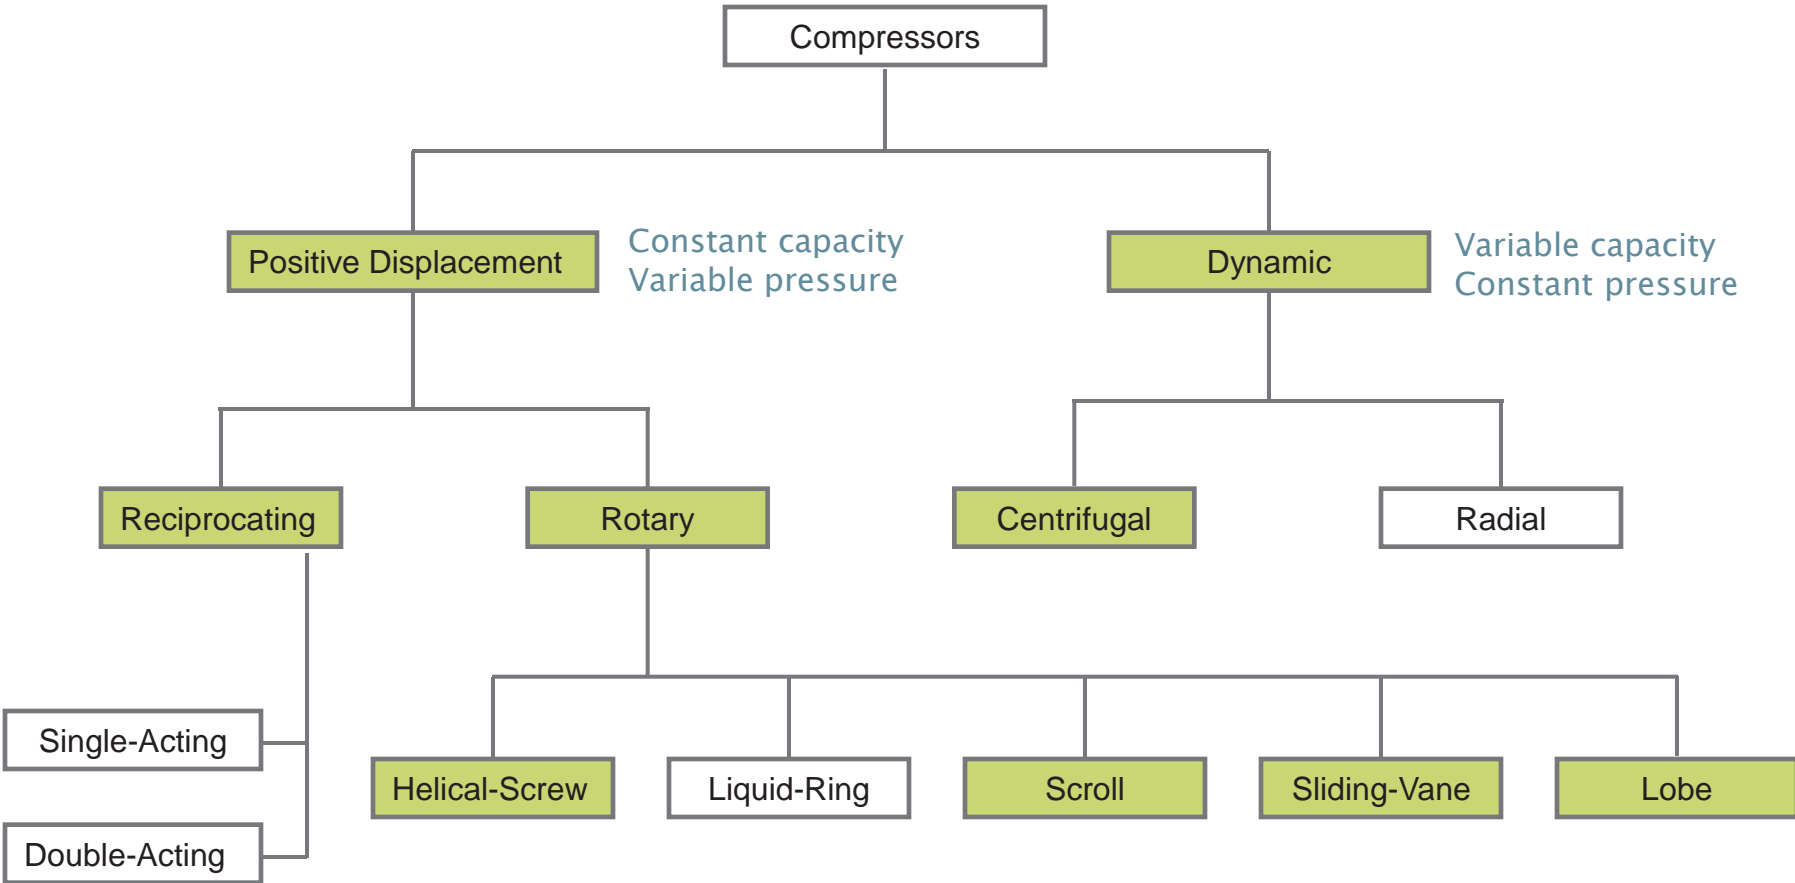 Compressors
Positive Displacement
Constant capacity
Variable pressure
Dynamic
Variable capacity
Constant pressure
Reciprocating
Rotary
Centrifugal
Radial
Single-Acting
Double-Acting
Helical-Screw
Liquid-Ring
Scroll
Sliding-Vane
Lobe